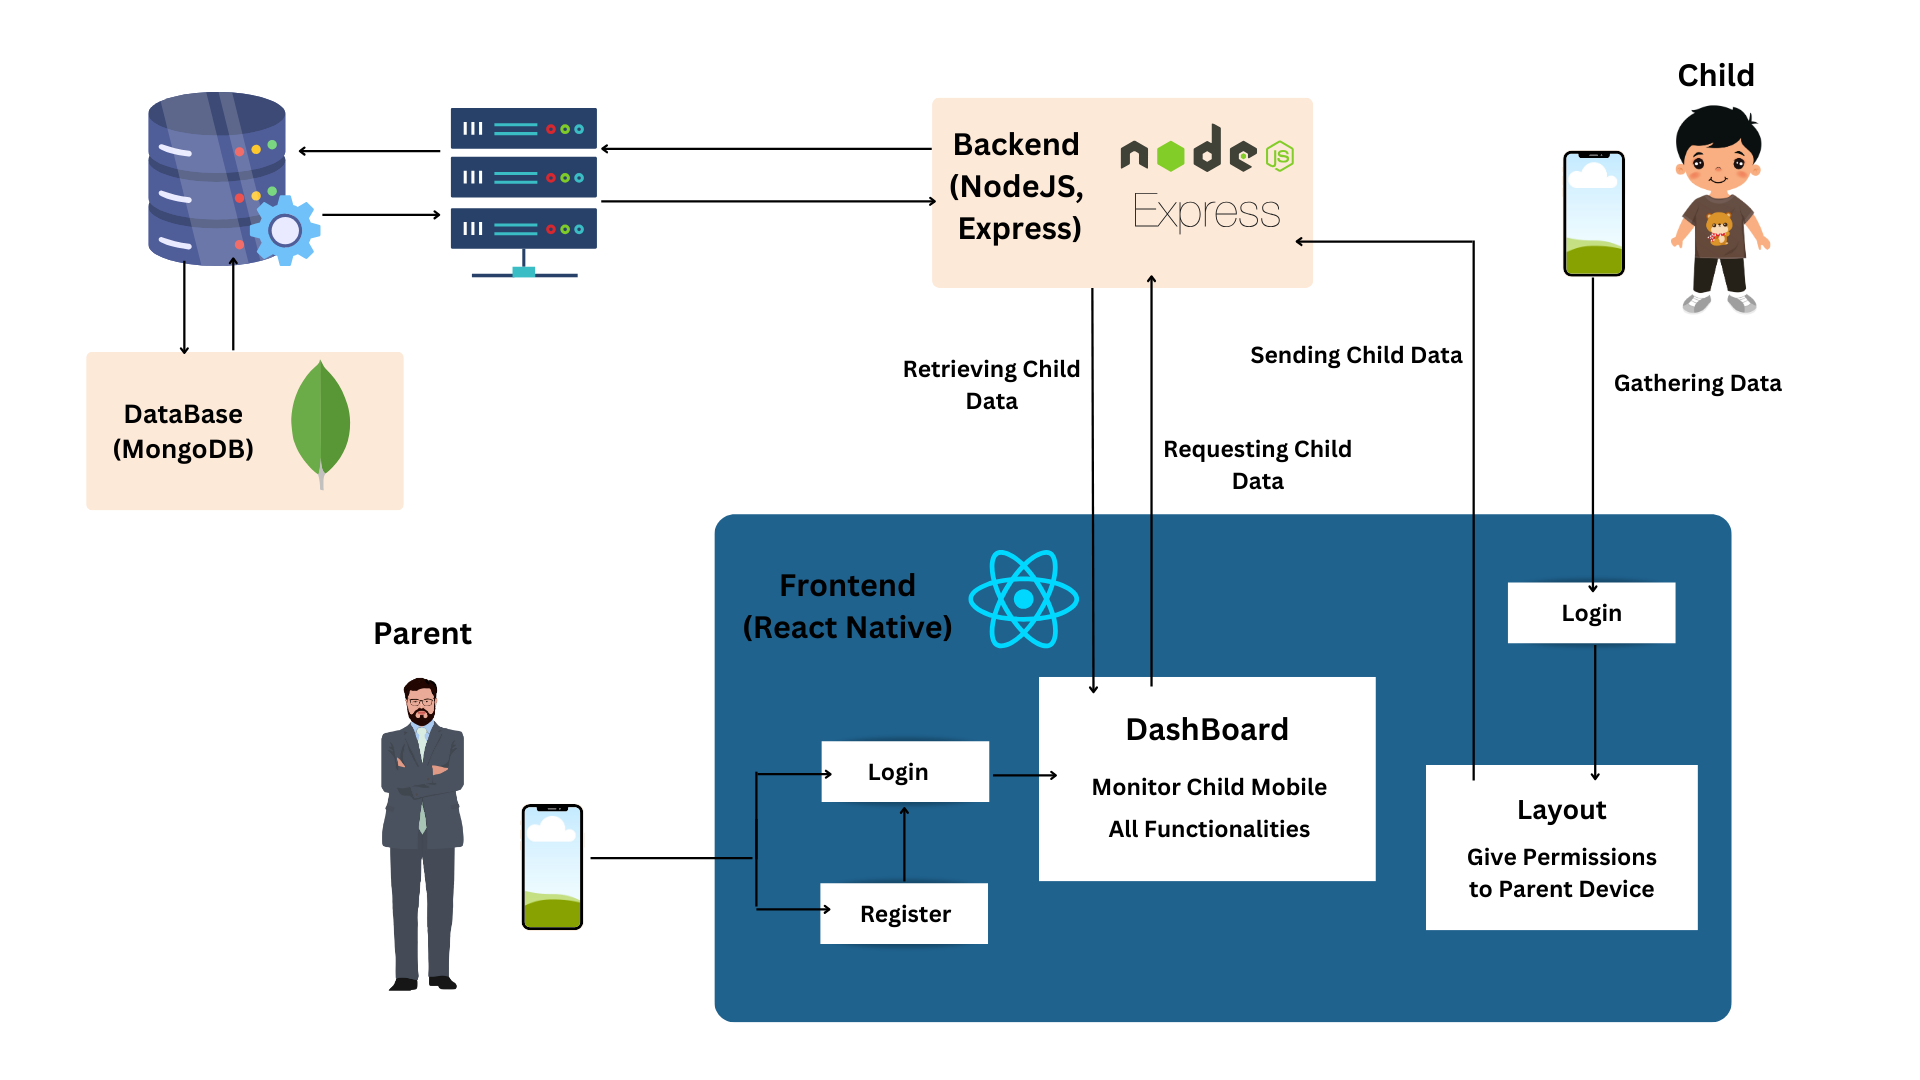 Child
Backend
(NodeJS,
Express)
node
JS
Express
Retrieving Child
Data
Sending Child Data
Gathering Data
Requesting Child
Data
DataBase
(MongoDB)
Frontend
(React Native)
Login
Parent
DashBoard
Monitor Child Mobile
All Functionalities
Login
Register
Layout
Give Permissions
to Parent Device